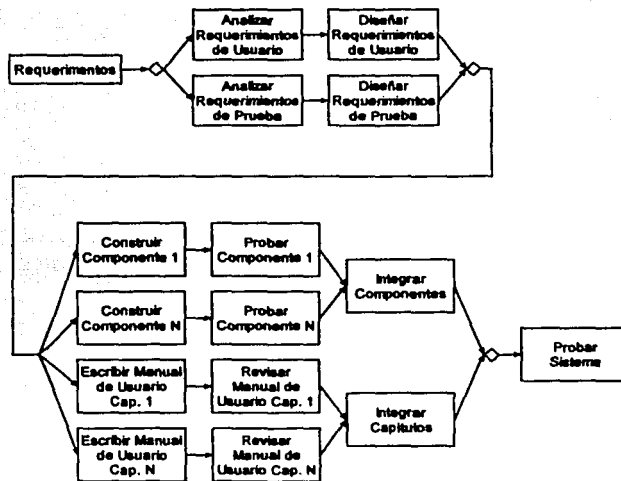 Analizar
Requerimientos
de Usuario
Diseñar
Requerimientos
de Usuario
Requerimentos
Analizar
Requerimientos
de Prueba
Diseñar
Requerimientos
de Prueba
Construir
Componente 1
Probar
Componente 1
Integrar
Componentes
Construir
Componente N
Probar
Componente N
Probar
Sistema
Escribir Manual
de Usuario
Cap. 1
Revisar
Manual de
Usuario Cap. 1
Integrar
Capítulos
Escribir Manual
de Usuario
Cap. N
Revisar
Manual de
Usuario Cap. N